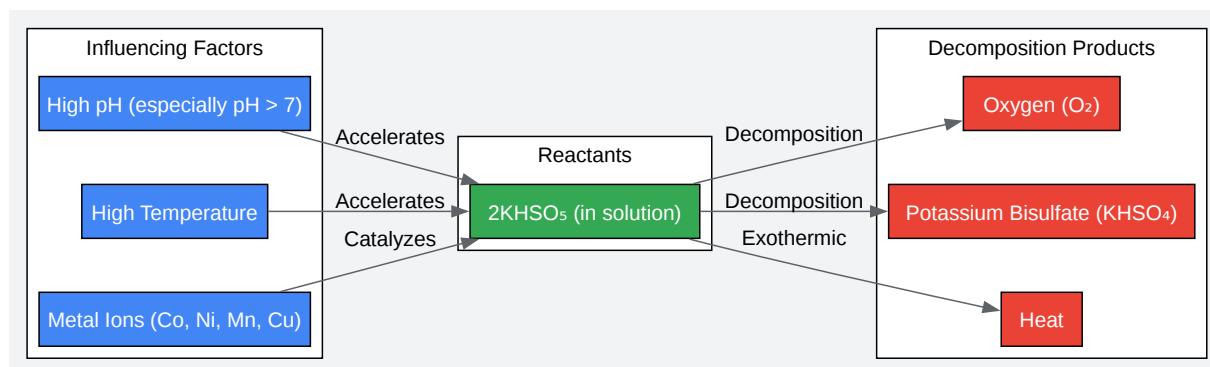 Influencing Factors
High pH (especially pH > 7)
High Temperature
Metal Ions (Co, Ni, Mn, Cu)
Accelerates
Accelerates
Catalyzes
Reactants
2KHSO₅ (in solution)
Decomposition
Decomposition
Exothermic
Decomposition Products
Oxygen (O₂)
Potassium Bisulfate (KHSO₄)
Heat